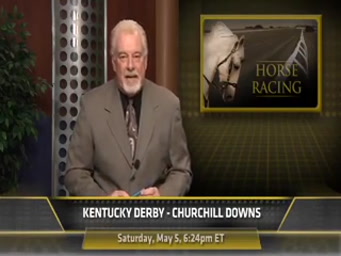 HORSE
RACING
KENTUCKY DERBY - CHURCHILL DOWNS
Saturday, May 5, 6:24pm ET